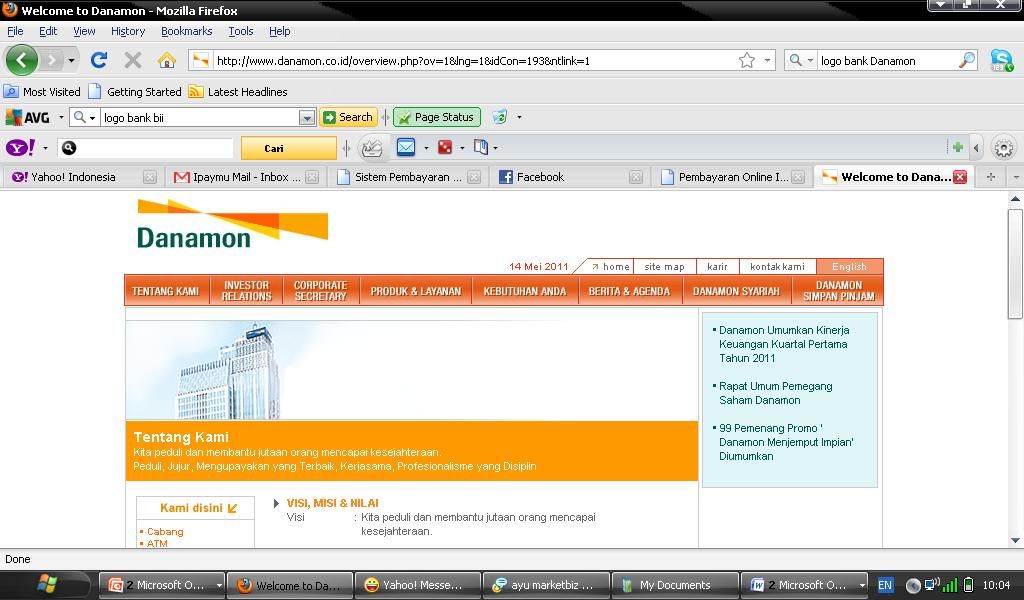 Welcome to Danamon - Mozilla Firefox
File Edit View History Bookmarks Tools Help
http://www.danamon.co.id/overview.php?ov=1&lng=1&idCon=193&ntlink=1
logo bank Danamon
Most Visited Getting Started Latest Headlines
AVG logo bank bii Search Page Status
Y! Cari
Yahoo! Indonesia Ipaymu Mail - Inbox ... Sistem Pembayaran ... Facebook Pembayaran Online I... Welcome to Dana...
Danamon
14 Mei 2011 home site map karir kontak kami English
TENTANG KAMI INVESTOR RELATIONS CORPORATE SECRETARY PRODUK & LAYANAN KEBUTUHAN ANDA BERITA & AGENDA DANAMON SYARIAH DANAMON SIMPAN PINJAM
• Danamon Umumkan Kinerja
Keuangan Kuartal Pertama
Tahun 2011
• Rapat Umum Pemegang
Saham Danamon
• 99 Pemenang Promo '
Danamon Menjemput Impian'
Diumumkan
Tentang Kami
Kita peduli dan membantu jutaan orang mencapai kesejahteraan.
Peduli, Jujur, Mengupayakan yang Terbaik, Kerjasama, Profesionalisme yang Disiplin
Kami disini
• Cabang
• ATM
VISI, MISI & NILAI
Visi : Kita peduli dan membantu jutaan orang mencapai
kesejahteraan.
Done
2 Microsoft O... Welcome to Da... Yahoo! Messe... ayu marketbiz ... My Documents 2 Microsoft O... EN 10:04